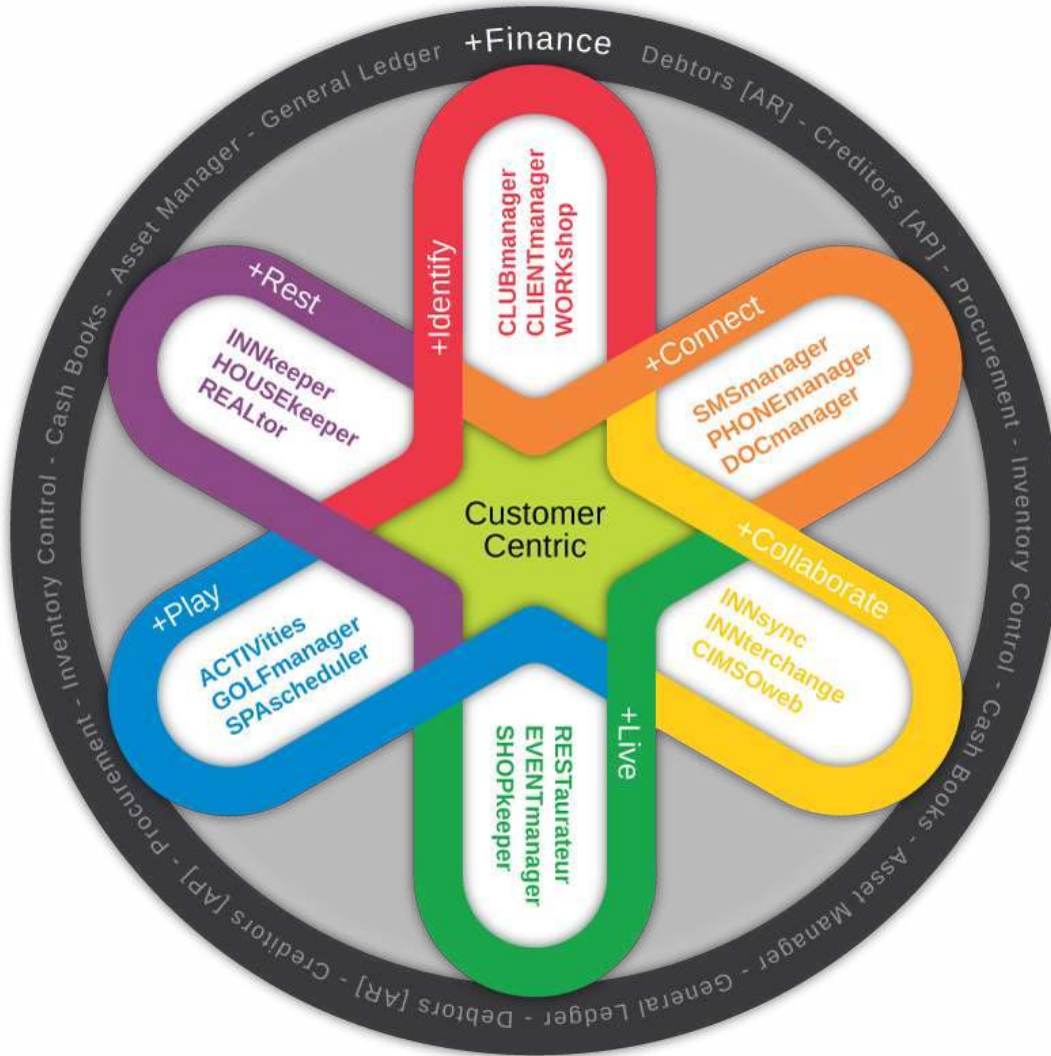 +Finance
Debtors [AR] - Creditors [AP] - Procurement - Inventory Control - Cash Books - Asset Manager - General Ledger - Debtors [AR] - Creditors [AP] - Procurement - Inventory Control - Cash Books - Asset Manager - General Ledger
+Identify
CLUBmanager
CLIENTmanager
WORKshop
+Connect
SMSmanager
PHONEmanager
DOCmanager
+Collaborate
INNsync
INNterchange
CIMSOweb
+Live
RESTaurateur
EVENTmanager
SHOPkeeper
+Play
ACTIVities
GOLFmanager
SPAscheduler
+Rest
INNkeeper
HOUSEkeeper
REALtor
Customer
Centric